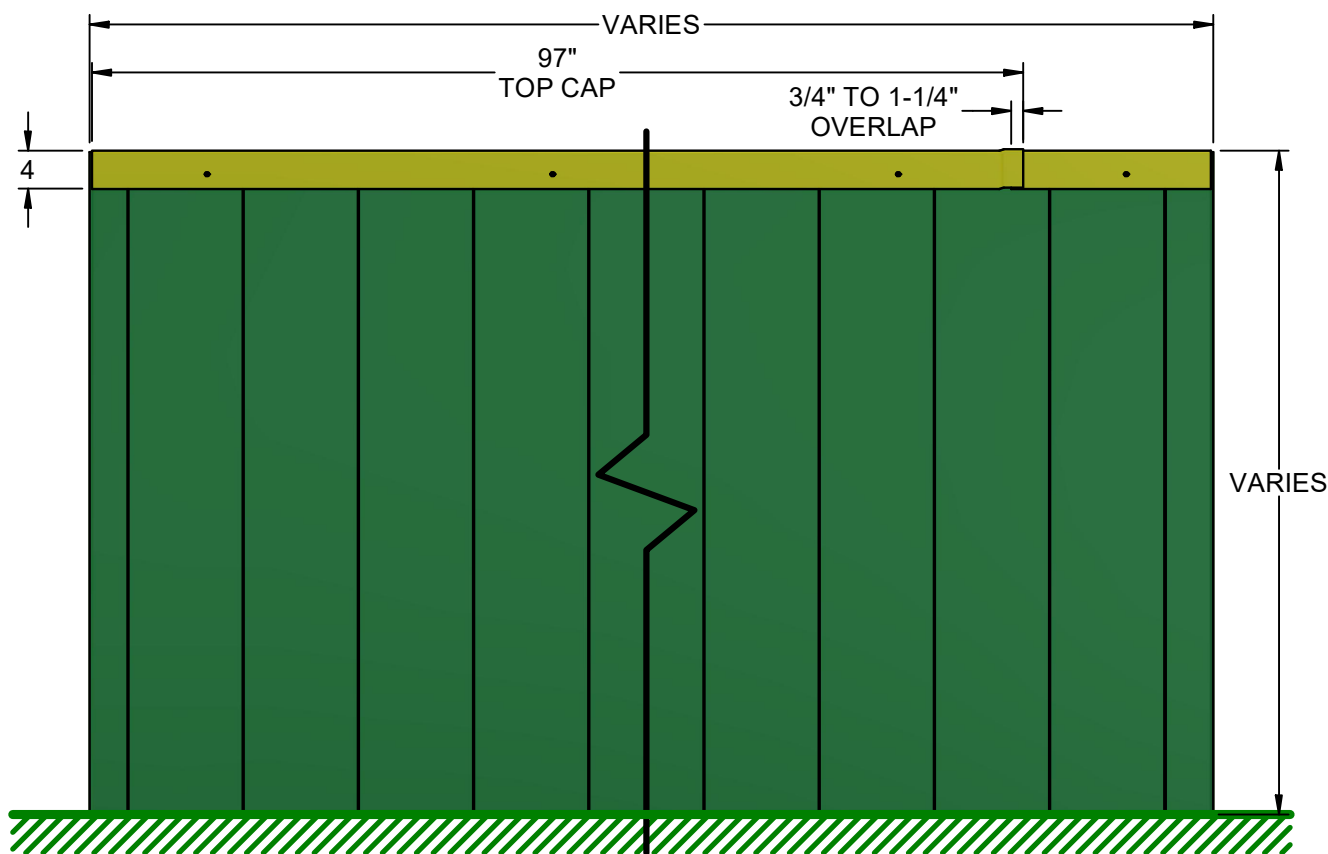 VARIES
97"
TOP CAP
3/4" TO 1-1/4"
OVERLAP
4
VARIES